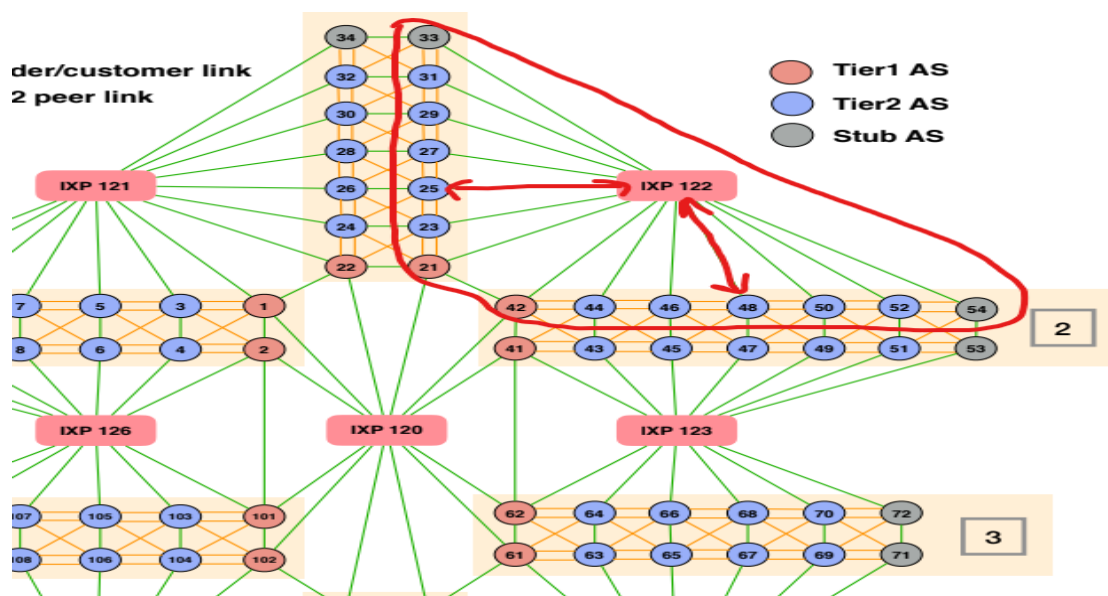 34 33
der/customer link 32 31 Tier1 AS
2 peer link 30 29 Tier2 AS
28 27 Stub AS
IXP 121 26 25 IXP 122
24 23
22 21
7 5 3 1 42 44 46 48 50 52 54
8 6 4 2 41 43 45 47 49 51 53 2
IXP 126 IXP 120 IXP 123
107 105 103 101 62 64 66 68 70 72
108 106 104 102 61 63 65 67 69 71 3